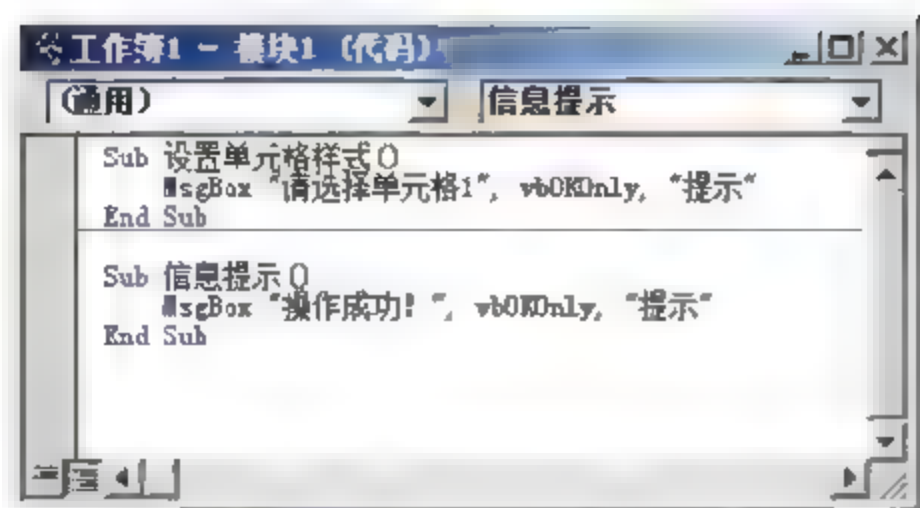 工作簿1 - 模块1 (代码)
(通用)
信息提示
Sub 设置单元格样式()
MsgBox "请选择单元格1", vbOKOnly, "提示"
End Sub
Sub 信息提示()
MsgBox "操作成功！", vbOKOnly, "提示"
End Sub